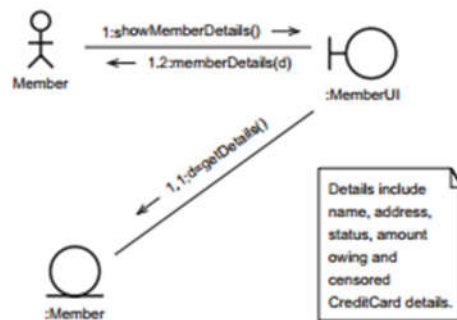 1:showMemberDetails()
1.2:memberDetails(d)
Member
:MemberUI
1,1:d=getDetails()
Details include
name, address,
status, amount
owing and
censored
CreditCard details.
:Member